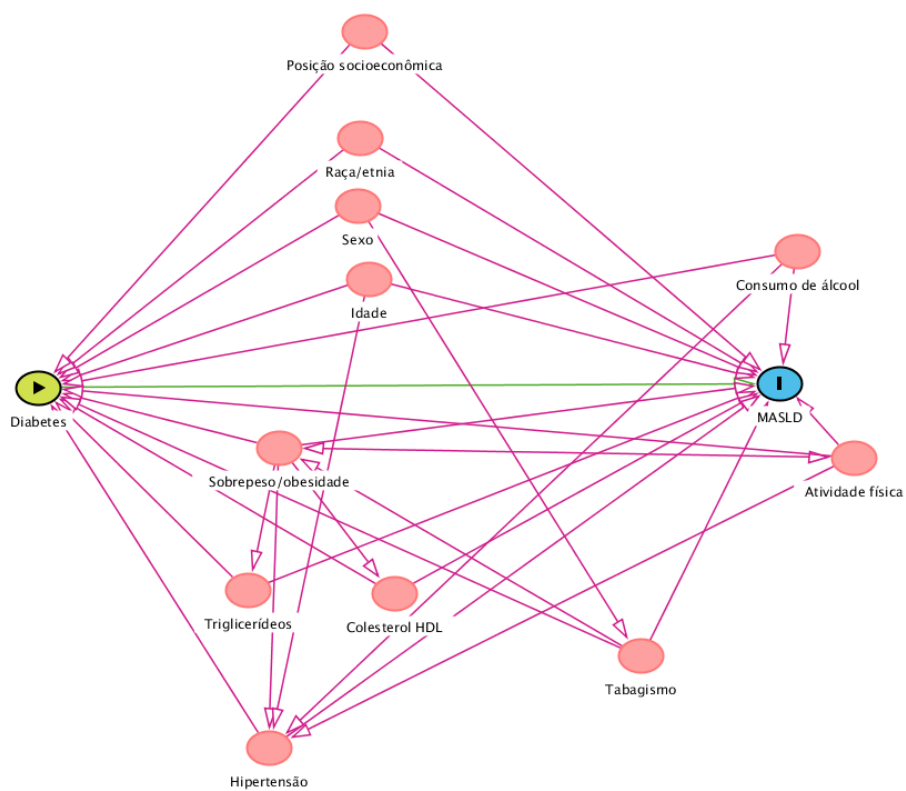 Posição socioeconômica
Raça/etnia
Sexo
Consumo de álcool
Idade
Diabetes
MASLD
Sobrepeso/obesidade
Atividade física
Triglicerídeos
Colesterol HDL
Tabagismo
Hipertensão